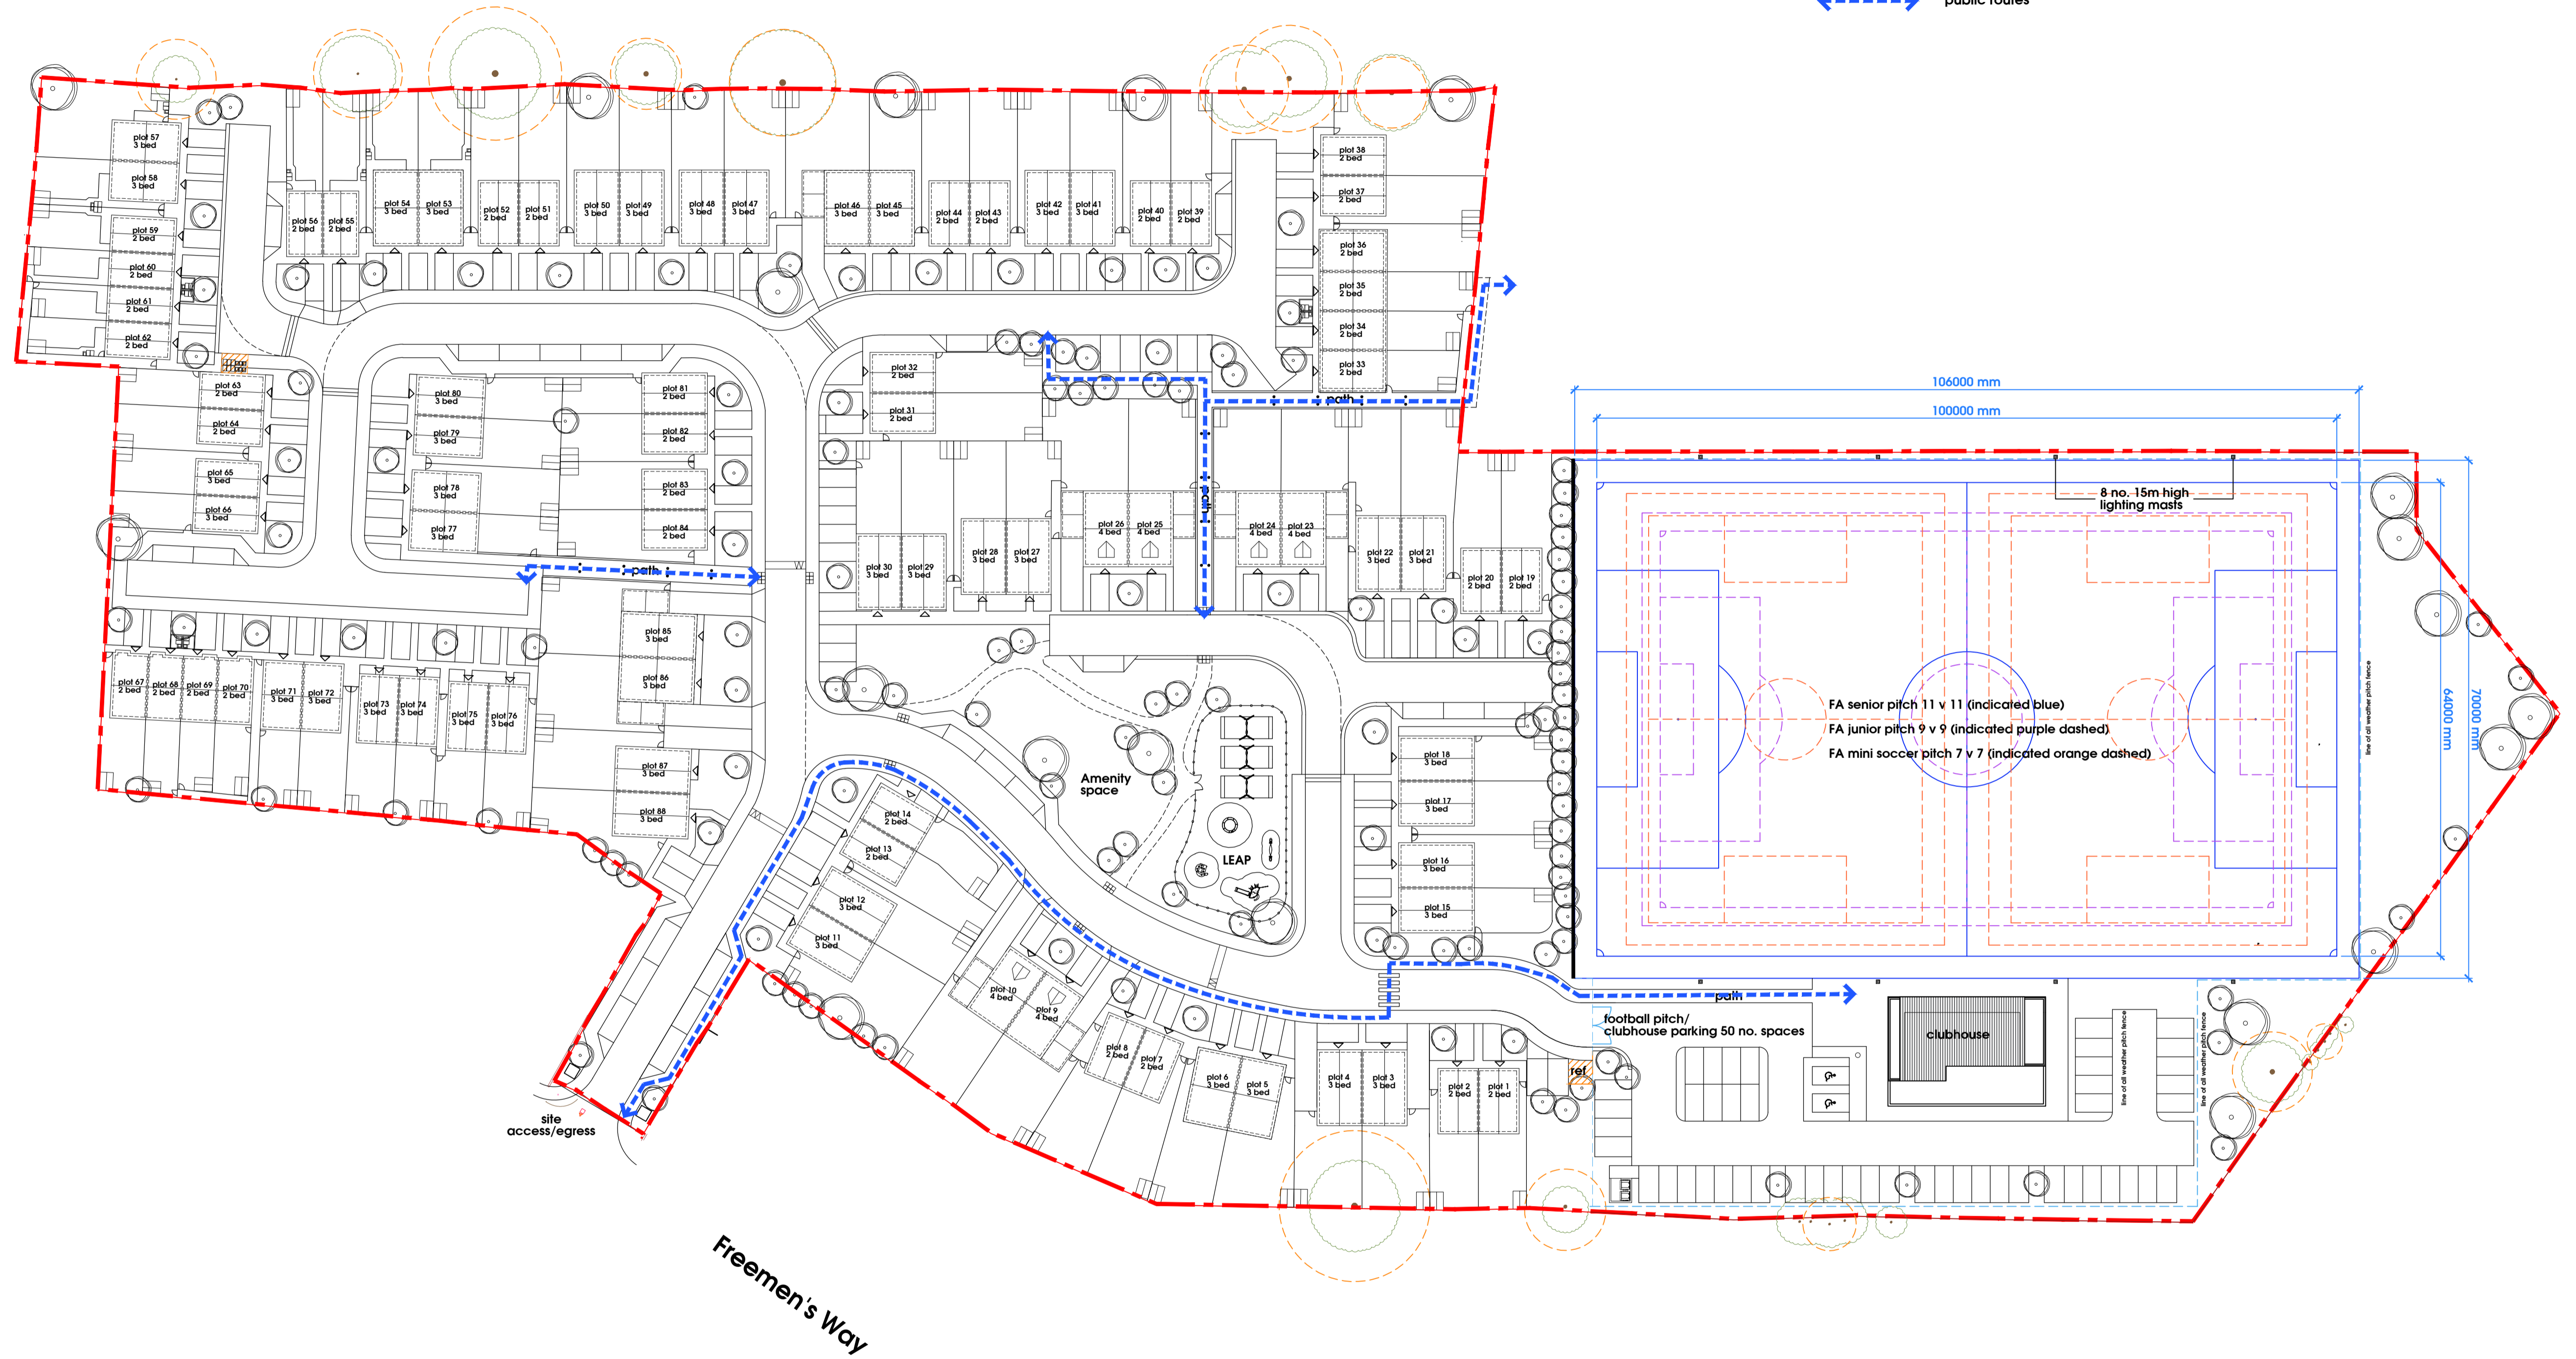 public routes
plot 57
3 bed
plot 58
3 bed
plot 59
2 bed
plot 60
2 bed
plot 61
2 bed
plot 62
2 bed
plot 56
2 bed
plot 55
2 bed
plot 54
3 bed
plot 53
3 bed
plot 52
2 bed
plot 51
2 bed
plot 50
3 bed
plot 49
3 bed
plot 48
3 bed
plot 47
3 bed
plot 46
3 bed
plot 45
3 bed
plot 44
2 bed
plot 43
2 bed
plot 42
3 bed
plot 41
3 bed
plot 40
2 bed
plot 39
2 bed
plot 38
2 bed
plot 37
2 bed
plot 36
2 bed
plot 35
2 bed
plot 34
2 bed
plot 33
2 bed
path
plot 63
2 bed
plot 64
2 bed
plot 65
3 bed
plot 66
3 bed
plot 80
3 bed
plot 79
3 bed
plot 78
3 bed
plot 77
3 bed
plot 81
2 bed
plot 82
2 bed
plot 83
2 bed
plot 84
2 bed
path
plot 32
2 bed
plot 31
2 bed
plot 30
3 bed
plot 29
3 bed
plot 28
3 bed
plot 27
3 bed
plot 26
4 bed
plot 25
4 bed
path
plot 24
4 bed
plot 23
4 bed
plot 22
3 bed
plot 21
3 bed
plot 20
2 bed
plot 19
2 bed
106000 mm
100000 mm
8 no. 15m high
lighting masts
FA senior pitch 11 v 11 (indicated blue)
FA junior pitch 9 v 9 (indicated purple dashed)
FA mini soccer pitch 7 v 7 (indicated orange dashed)
line of all weather pitch fence
64000 mm
70000 mm
plot 67
2 bed
plot 68
2 bed
plot 69
2 bed
plot 70
2 bed
plot 71
3 bed
plot 72
3 bed
plot 73
3 bed
plot 74
3 bed
plot 75
3 bed
plot 76
3 bed
plot 85
3 bed
plot 86
3 bed
plot 87
3 bed
plot 88
3 bed
Amenity
space
LEAP
plot 18
3 bed
plot 17
3 bed
plot 16
3 bed
plot 15
3 bed
plot 14
2 bed
plot 13
2 bed
plot 12
3 bed
plot 11
3 bed
plot 10
4 bed
plot 9
4 bed
plot 8
2 bed
plot 7
2 bed
plot 6
3 bed
plot 5
3 bed
plot 4
3 bed
plot 3
3 bed
plot 2
2 bed
plot 1
2 bed
ref
path
football pitch/
clubhouse parking 50 no. spaces
clubhouse
line of all weather pitch fence
line of all weather pitch fence
site
access/egress
Freemen's Way